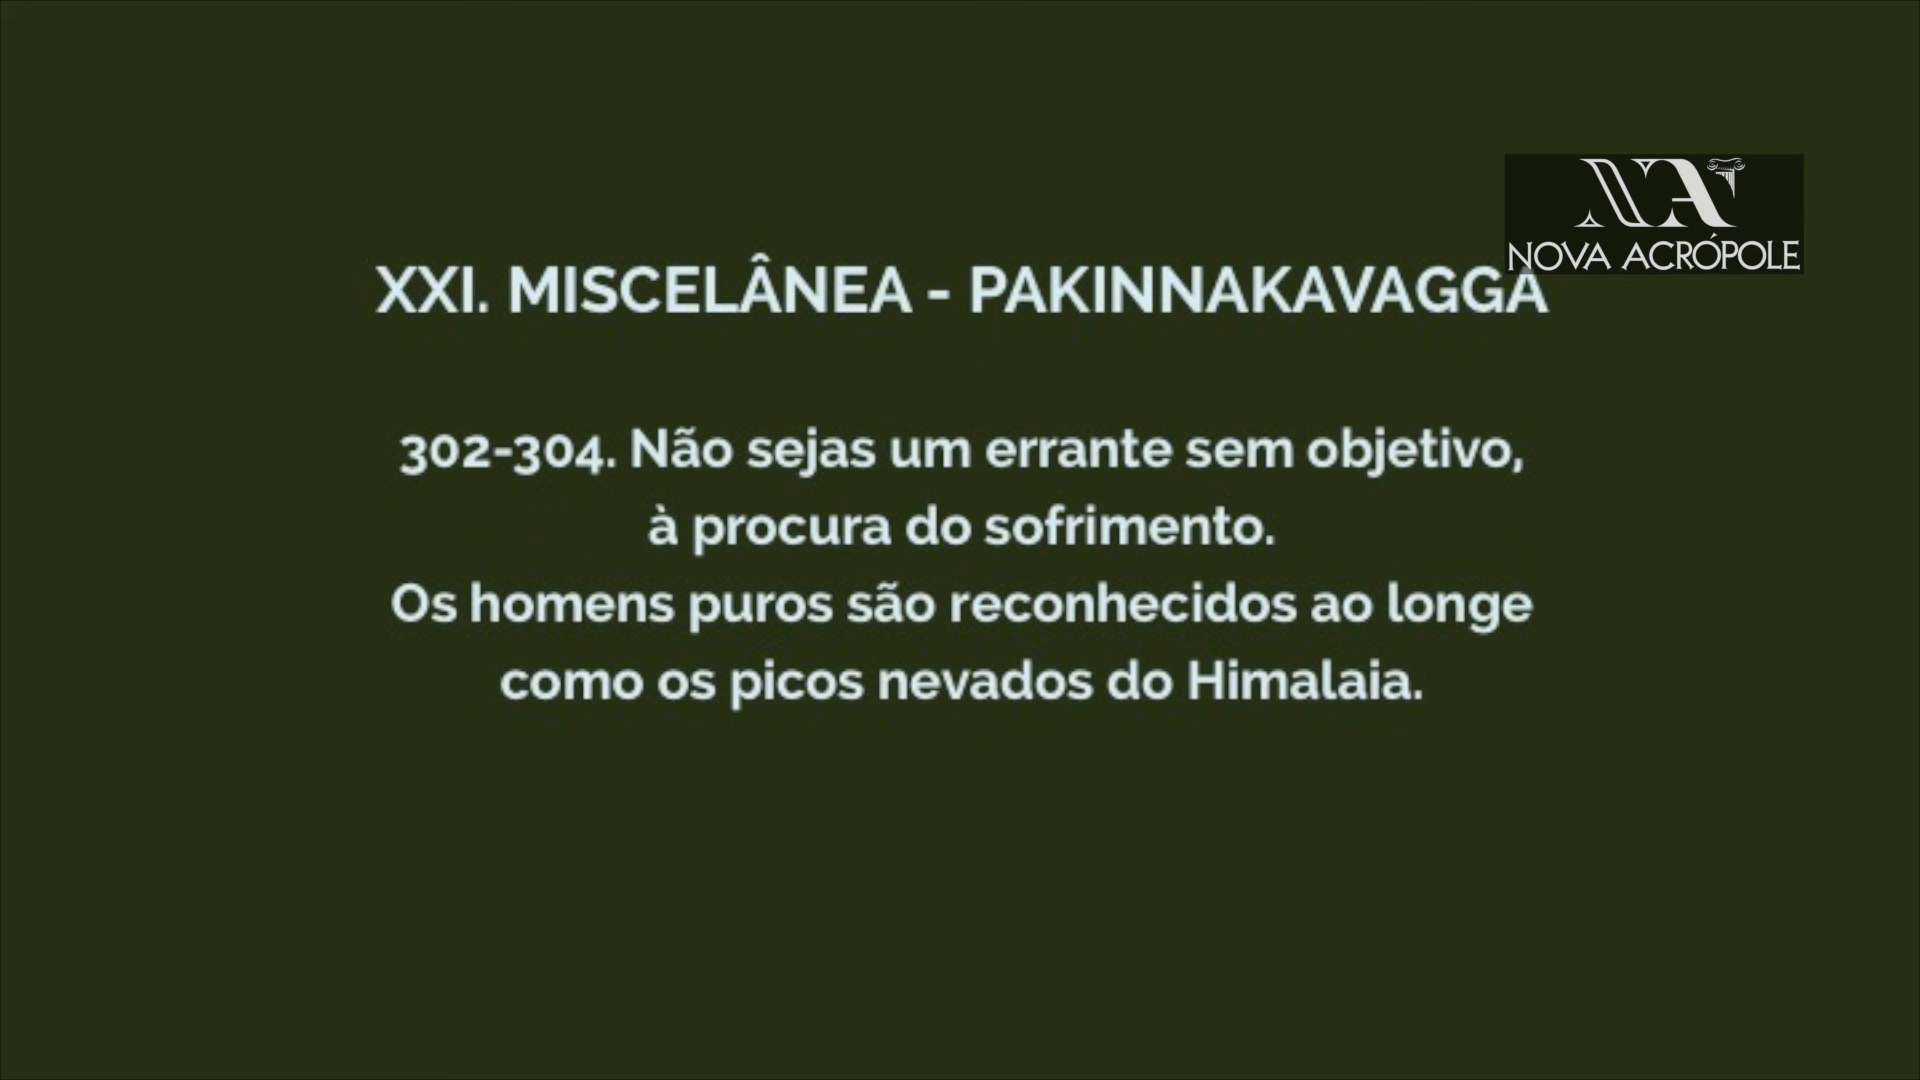 NA
NOVA ACRÓPOLE
XXI. MISCELÂNEA - PAKINNAKAVAGGA
302-304. Não sejas um errante sem objetivo,
à procura do sofrimento.
Os homens puros são reconhecidos ao longe
como os picos nevados do Himalaia.